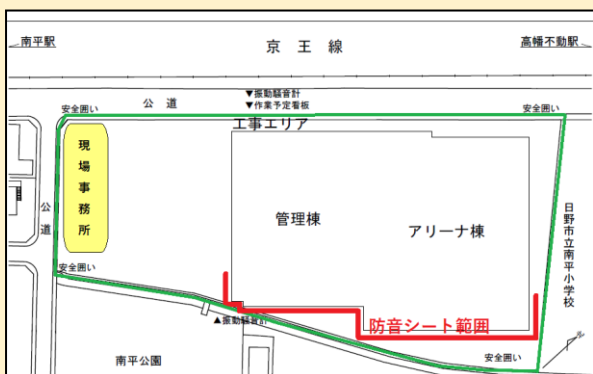 南平駅
京王線
高幡不動駅
▼振動騒音計
▼作業予定看板
公道
安全囲い
安全囲い
工事エリア
現場事務所
管理棟
アリーナ棟
公道
日野市立南平小学校
安全囲い
▲振動騒音計
防音シート範囲
安全囲い
南平公園